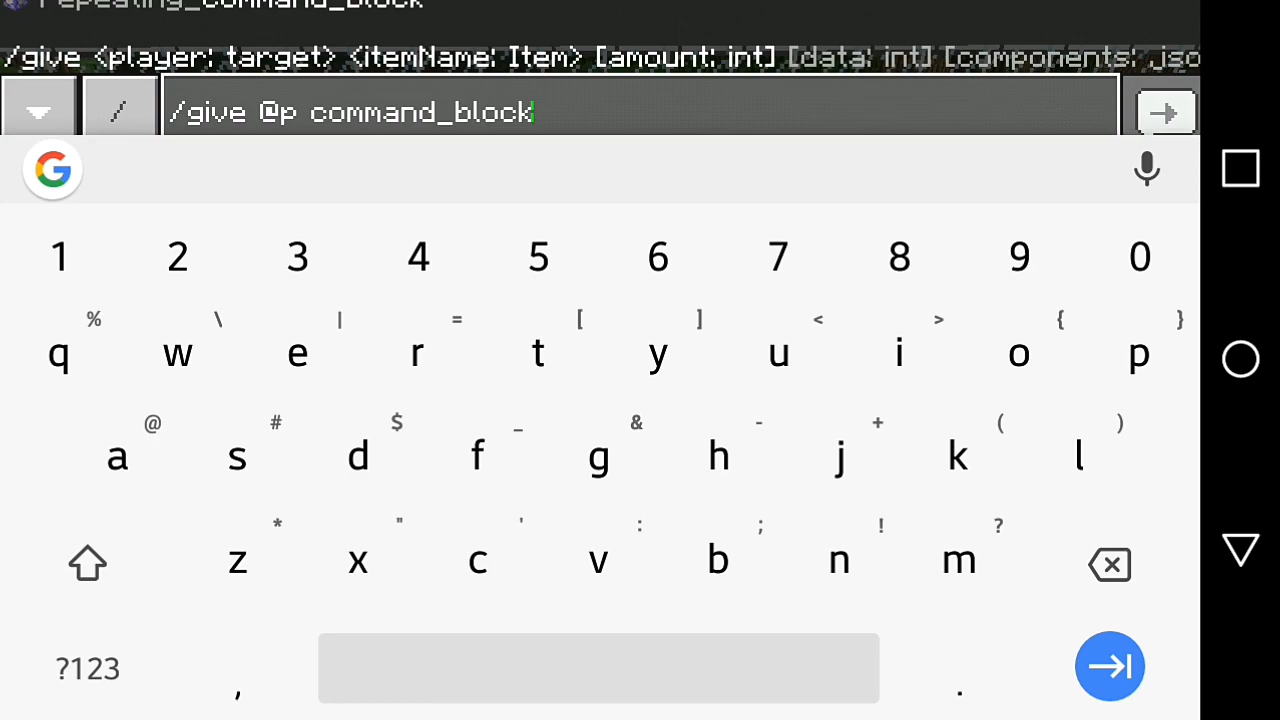 repeating_command_block
/give <player: target> <itemName: Item> [amount: int] [data: int] [components: jso
/ /give @p command_block
G
1 2 3 4 5 6 7 8 9 0
% \ | = [ ] < > { }
q w e r t y u i o p
@ # $ _ & - + ( )
a s d f g h j k l
* " ' : ; ! ?
z x c v b n m
?123 , .